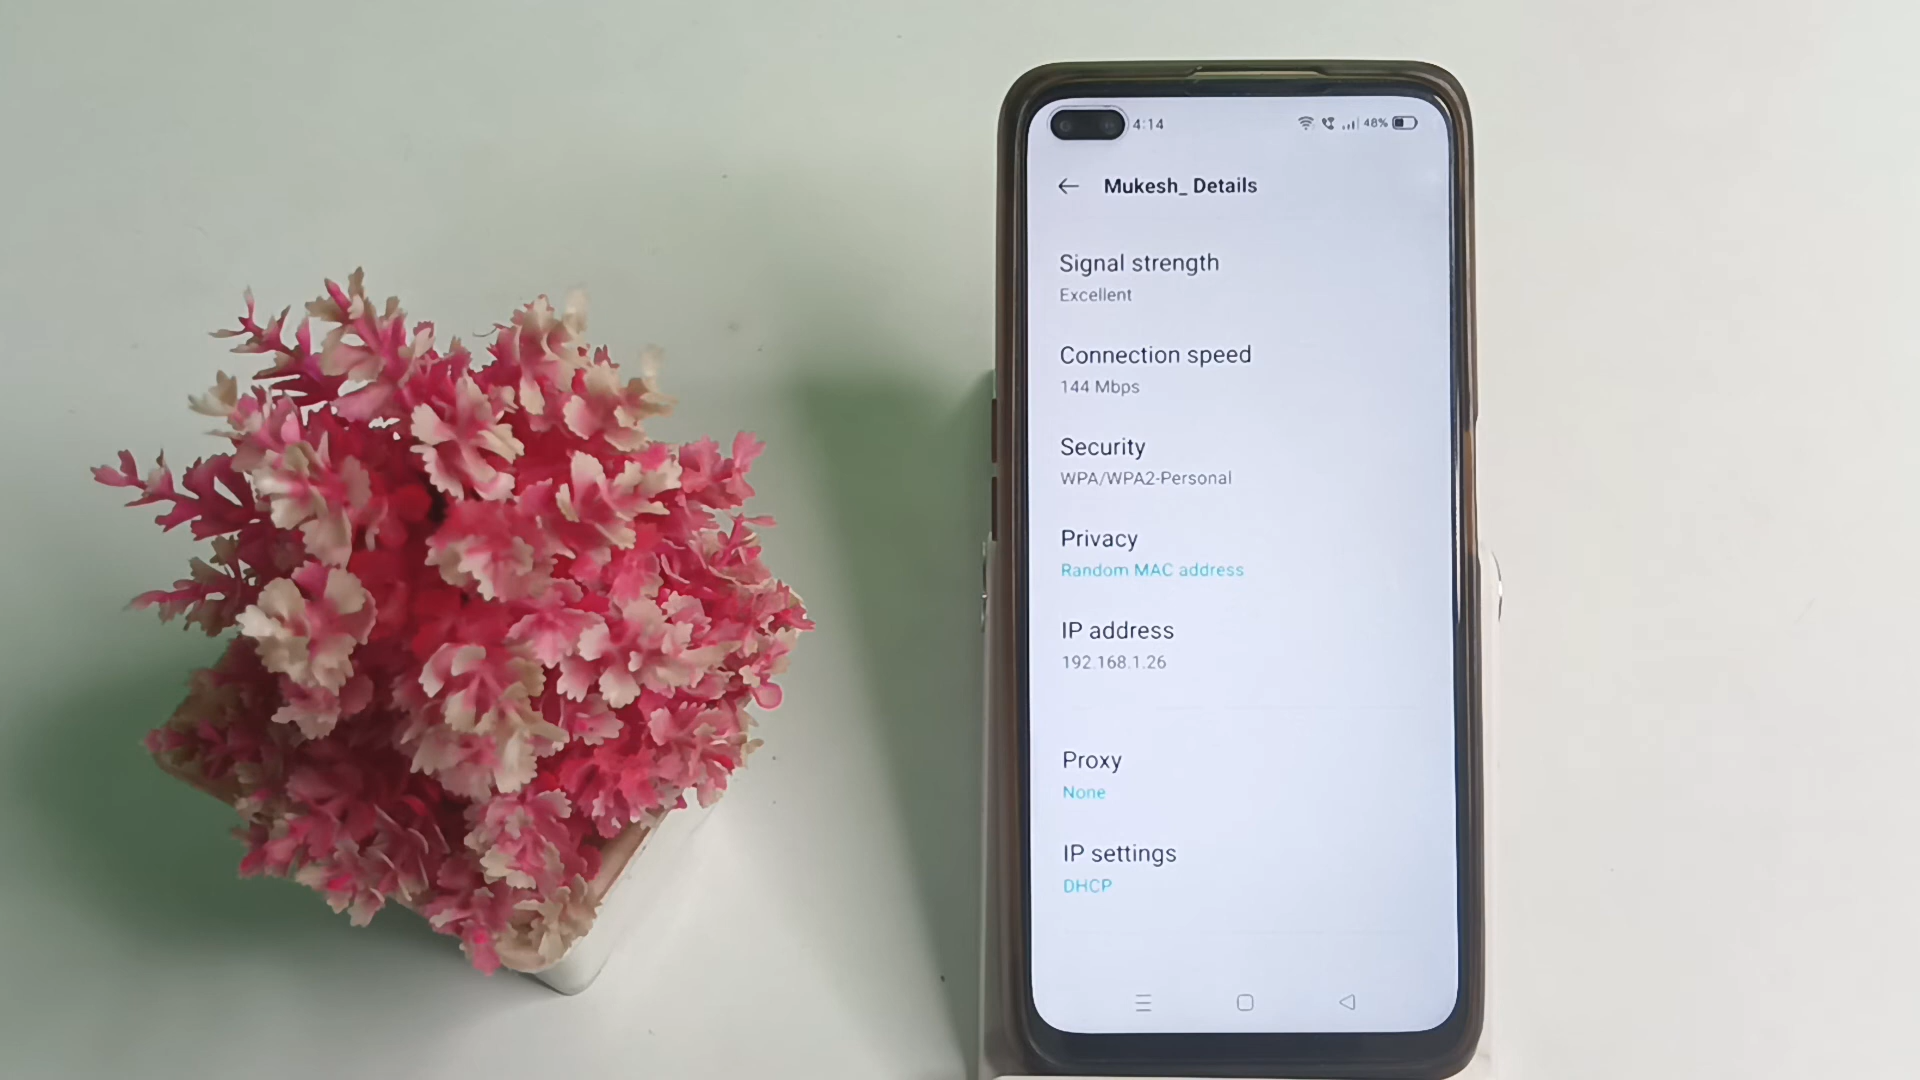 4:14
48%
Mukesh_ Details
Signal strength
Excellent
Connection speed
144 Mbps
Security
WPA/WPA2-Personal
Privacy
Random MAC address
IP address
192.168.1.26
Proxy
None
IP settings
DHCP